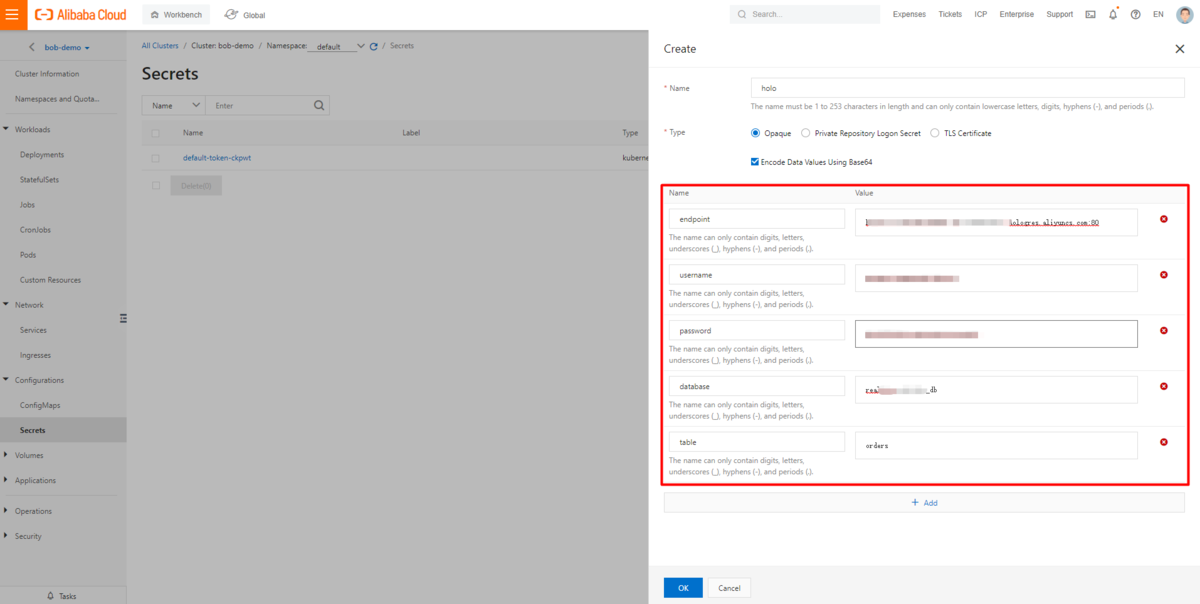 Alibaba Cloud Workbench Global Search... Expenses Tickets ICP Enterprise Support EN
bob-demo
Cluster Information
Namespaces and Quota...
Workloads
Deployments
StatefulSets
Jobs
CronJobs
Pods
Custom Resources
Network
Services
Ingresses
Configurations
ConfigMaps
Secrets
Volumes
Applications
Operations
Security
Tasks
All Clusters / Cluster: bob-demo / Namespace: default / Secrets
Secrets
Name Enter
Name Label Type
default-token-ckpwt kuberne
Delete(0)
Create
* Name holo
The name must be 1 to 253 characters in length and can only contain lowercase letters, digits, hyphens (-), and periods (.).
* Type Opaque Private Repository Logon Secret TLS Certificate
Encode Data Values Using Base64
Name Value
endpoint ologres.aliyuncs.com:80
The name can only contain digits, letters,
underscores (_), hyphens (-), and periods (.).
username
The name can only contain digits, letters,
underscores (_), hyphens (-), and periods (.).
password
The name can only contain digits, letters,
underscores (_), hyphens (-), and periods (.).
database real _db
The name can only contain digits, letters,
underscores (_), hyphens (-), and periods (.).
table orders
The name can only contain digits, letters,
underscores (_), hyphens (-), and periods (.).
+ Add
OK Cancel